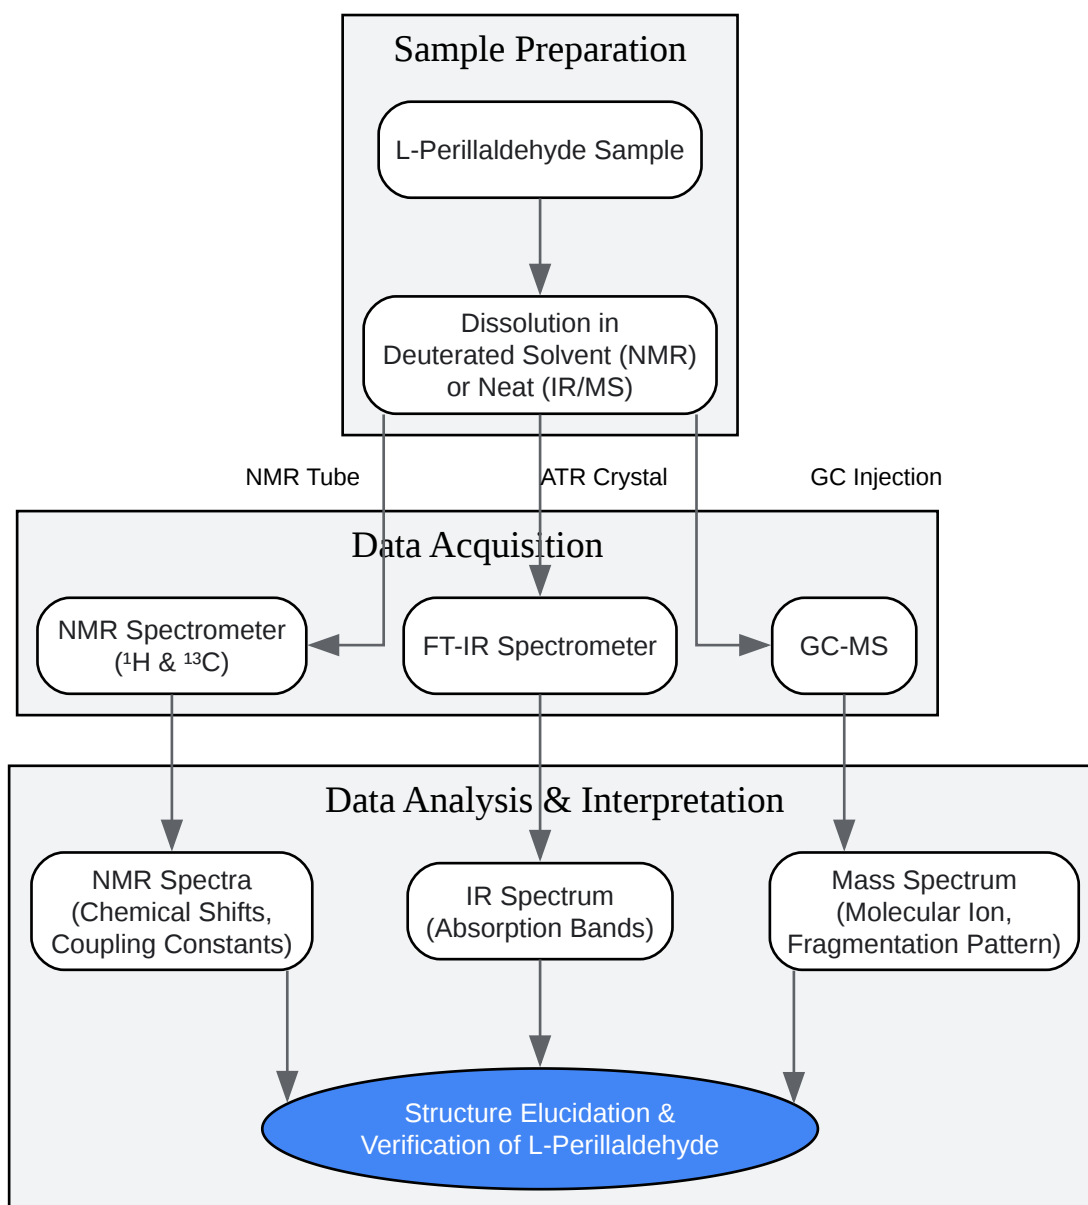 Sample Preparation
L-Perillaldehyde Sample
Dissolution in
Deuterated Solvent (NMR)
or Neat (IR/MS)
NMR Tube
ATR Crystal
GC Injection
Data Acquisition
NMR Spectrometer
(¹H & ¹³C)
FT-IR Spectrometer
GC-MS
Data Analysis & Interpretation
NMR Spectra
(Chemical Shifts,
Coupling Constants)
IR Spectrum
(Absorption Bands)
Mass Spectrum
(Molecular Ion,
Fragmentation Pattern)
Structure Elucidation &
Verification of L-Perillaldehyde